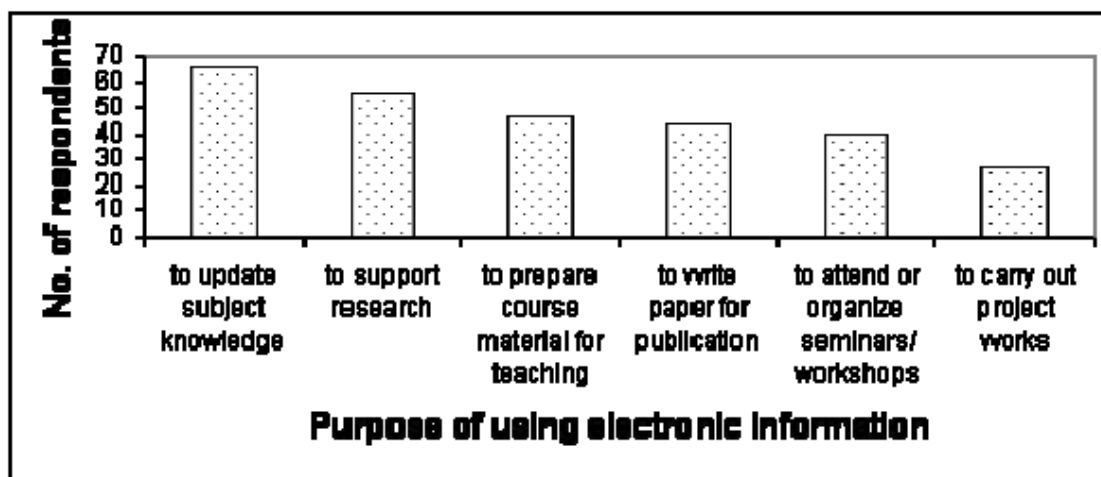 No. of respondents
70
60
50
40
30
20
10
0
to update
subject
knowledge
to support
research
to prepare
course
material for
teaching
to write
paper for
publication
to attend or
organize
seminars/
workshops
to carry out
project
works
Purpose of using electronic information